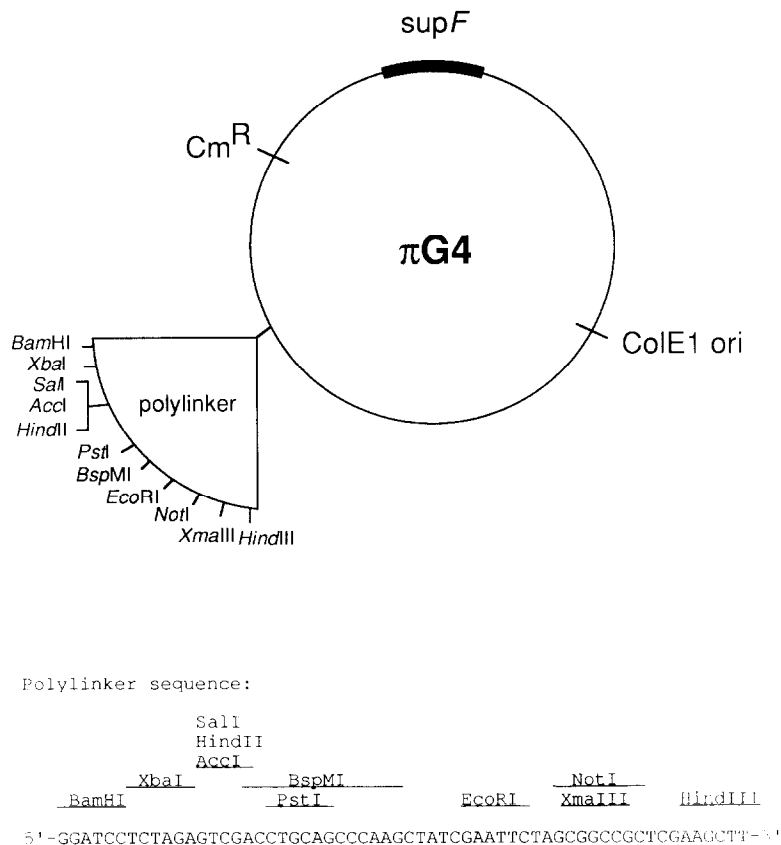 supF
CmR
πG4
ColE1 ori
BamHI
XbaI
SalI
AccI
HindII
polylinker
PstI
BspMI
EcoRI
NotI
XmaIII
HindIII
Polylinker sequence:
SalI
HindII
AccI
XbaI BspMI NotI
BamHI PstI EcoRI XmaIII HindIII
5'-GGATCCTCTAGAGTCGACCTGCAGCCCAAGCTATCGAATTCTAGCGGCCGCTCGAAGCTT-3'